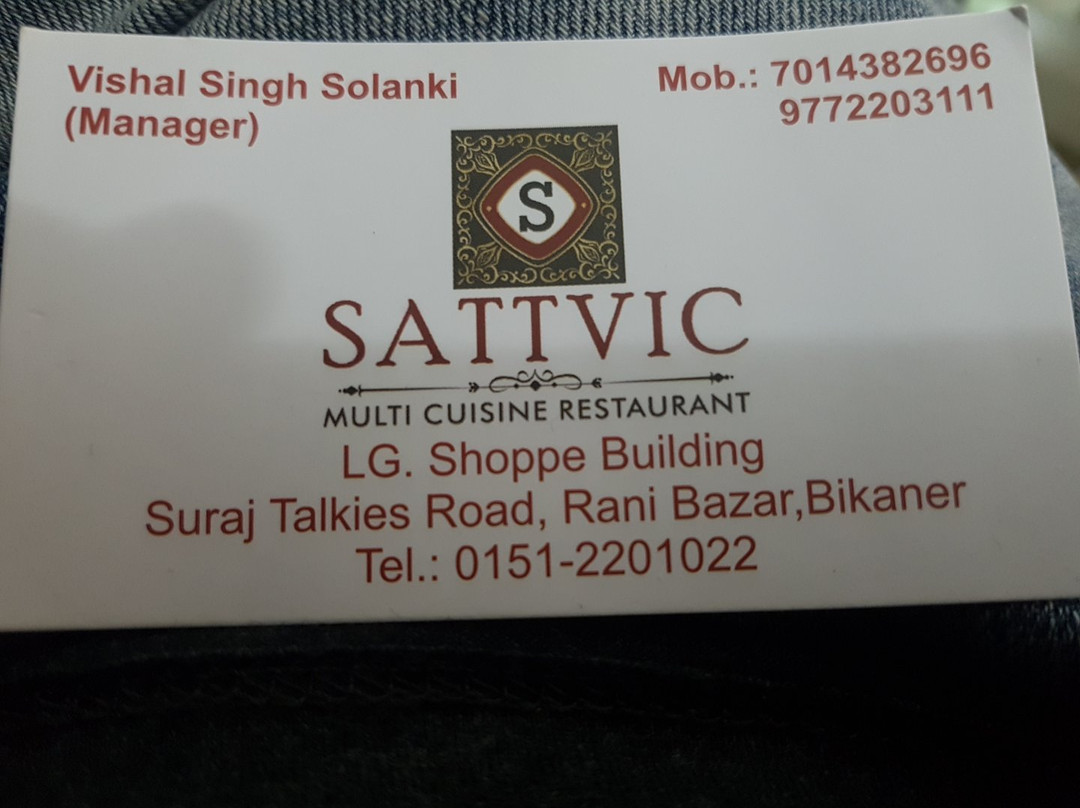 Vishal Singh Solanki
(Manager)
Mob.: 7014382696
9772203111
S
SATTVIC
MULTI CUISINE RESTAURANT
LG. Shoppe Building
Suraj Talkies Road, Rani Bazar,Bikaner
Tel.: 0151-2201022